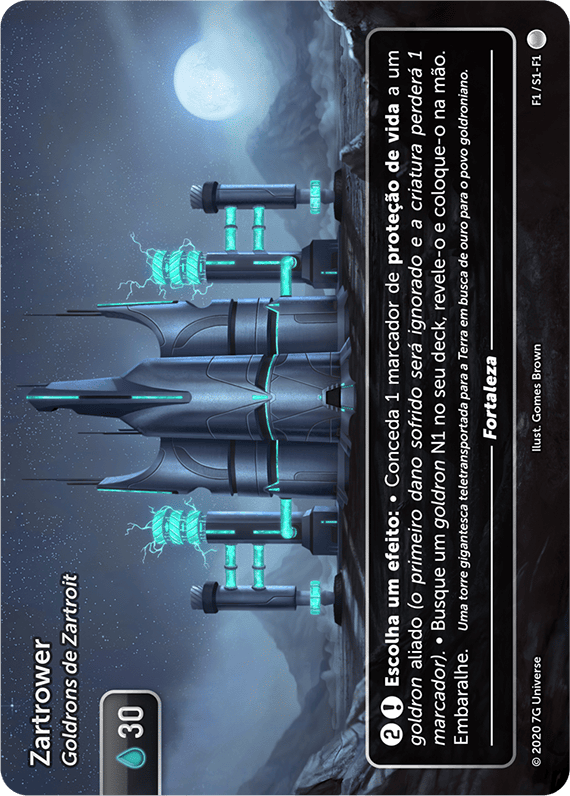 Zartrower
Goldrons de Zartroit
30
2 ! Escolha um efeito: • Conceda 1 marcador de proteção de vida a um
goldron aliado (o primeiro dano sofrido será ignorado e a criatura perderá 1
marcador). • Busque um goldron N1 no seu deck, revele-o e coloque-o na mão.
Embaralhe. Uma torre gigantesca teletransportada para a Terra em busca de ouro para o povo goldroniano.
Fortaleza
© 2020 7G Universe
Ilust. Gomes Brown
F1 / S1-F1